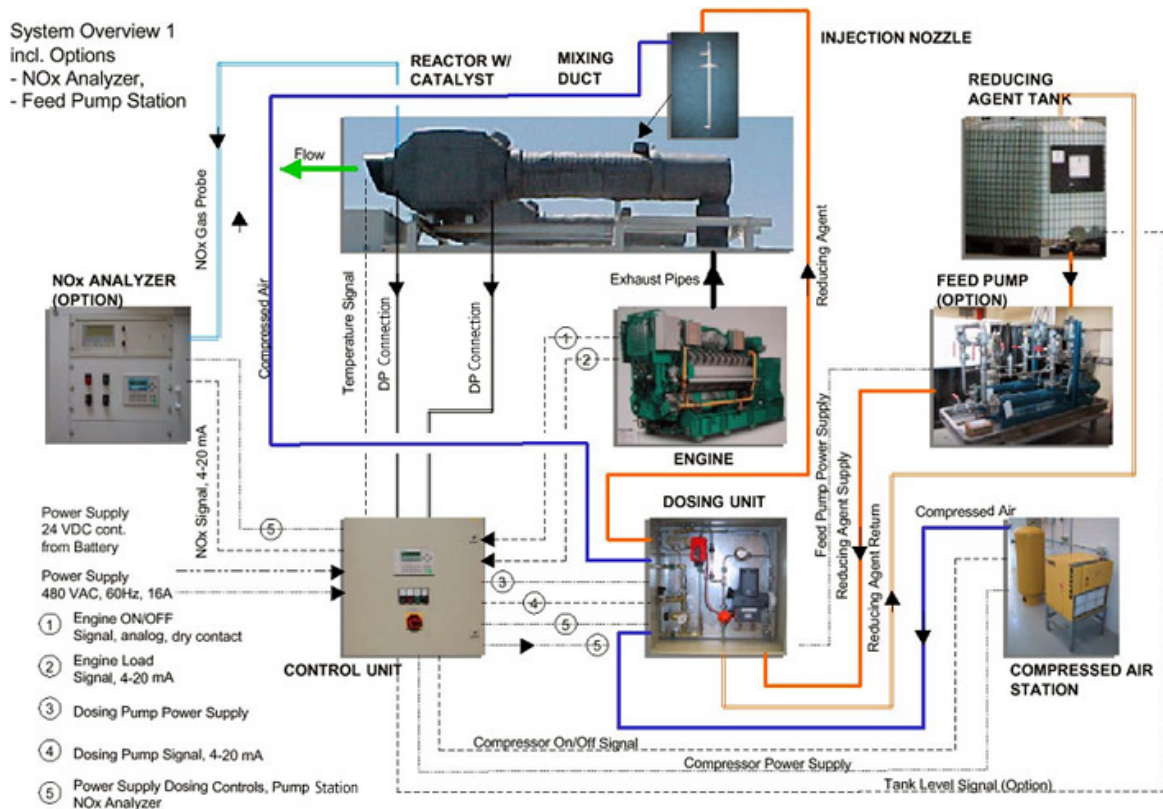 System Overview 1
incl. Options
- NOx Analyzer,
- Feed Pump Station
REACTOR W/
CATALYST
MIXING
DUCT
INJECTION NOZZLE
REDUCING
AGENT TANK
Flow
NOx Gas Probe
Compressed Air
Temperature Signal
DP Connection
DP Connection
Exhaust Pipes
Reducing Agent
NOx ANALYZER
(OPTION)
FEED PUMP
(OPTION)
1
2
ENGINE
NOx Signal, 4-20 mA
Feed Pump Power Supply
Reducing Agent Supply
Reducing Agent Return
DOSING UNIT
Compressed Air
5
3
4
5
5
CONTROL UNIT
COMPRESSED AIR
STATION
Power Supply
24 VDC cont.
from Battery
Power Supply
480 VAC, 60Hz, 16A
1 Engine ON/OFF
Signal, analog, dry contact
2 Engine Load
Signal, 4-20 mA
3 Dosing Pump Power Supply
4 Dosing Pump Signal, 4-20 mA
5 Power Supply Dosing Controls, Pump Station
NOx Analyzer
Compressor On/Off Signal
Compressor Power Supply
Tank Level Signal (Option)